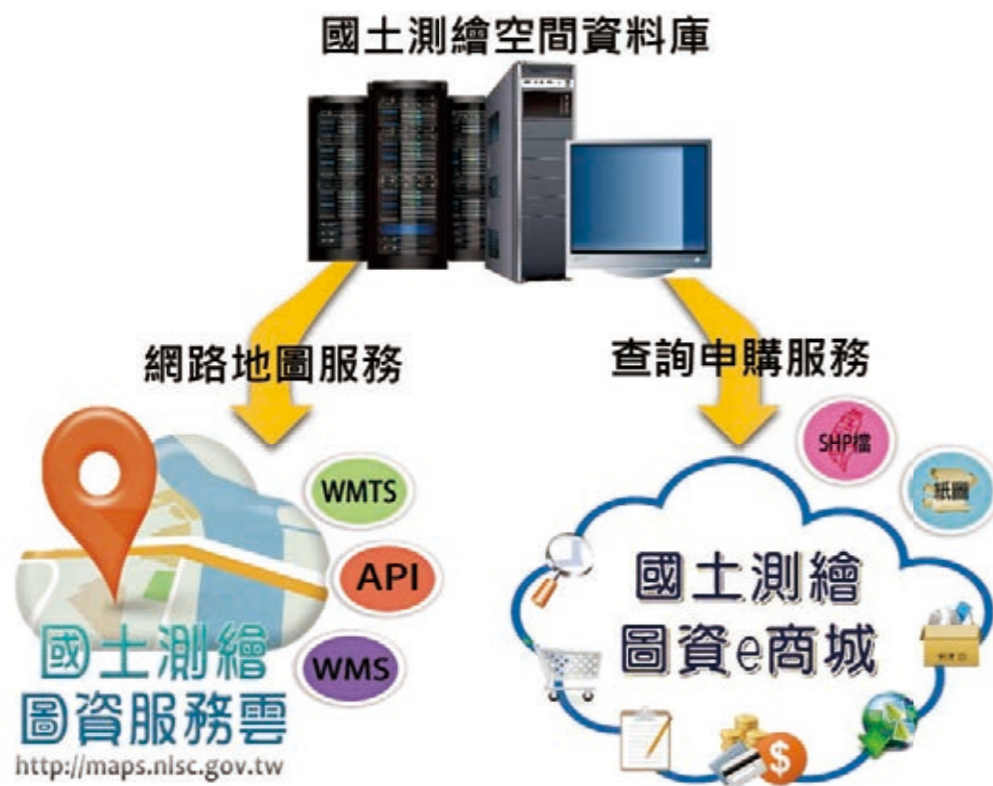 國土測繪空間資料庫
網路地圖服務
查詢申購服務
SHP檔
紙圖
WMTS
API
WMS
國土測繪
圖資服務雲
http://maps.nlsc.gov.tw
國土測繪
圖資e商城
$